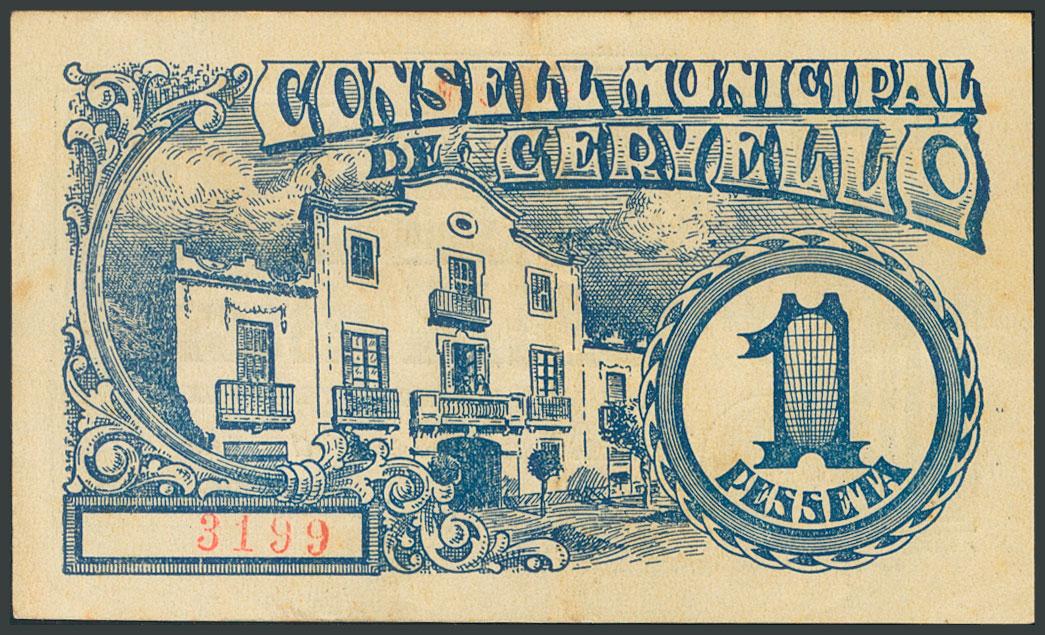 CONSELL MUNICIPAL
DE CERVELLÓ
1
PESSETA
3199